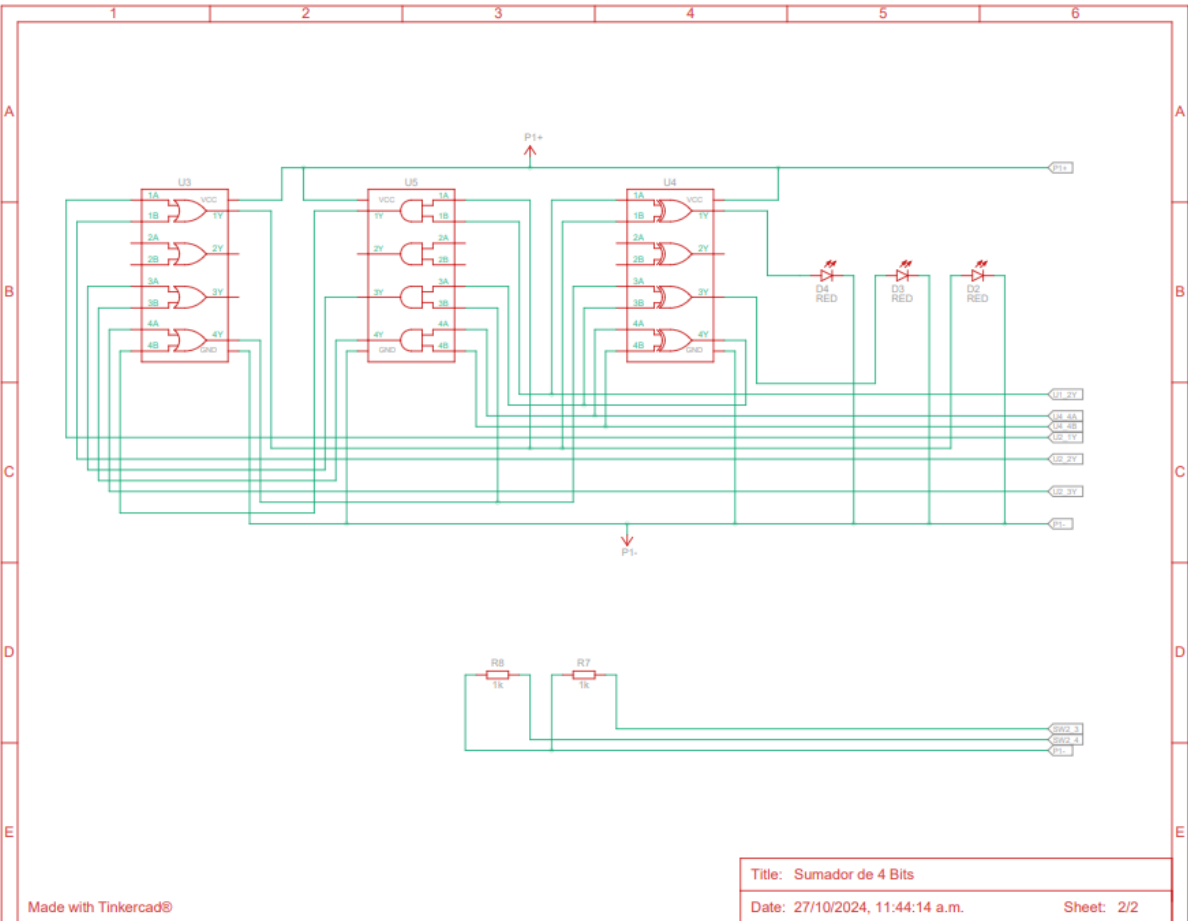 1 2 3 4 5 6
A A
P1+
P1+
U3 U5 U4
1A VCC VCC 1A 1A VCC
1B 1Y 1Y 1B 1B 1Y
2A 2A 2A
2B 2Y 2Y 2B 2B 2Y
B B
3A 3A 3A
3B 3Y 3Y 3B 3B 3Y
4A 4A 4A
4B 4Y 4Y 4B 4B 4Y
GND GND GND
D4 D3 D2
RED RED RED
U1_2Y
U4_4A
U4_4B
U2_1Y
C C
U2_2Y
U2_3Y
P1-
P1-
D D
R8 R7
1k 1k
SW2_3
SW2_4
P1-
E E
Title: Sumador de 4 Bits
Made with Tinkercad®
Date: 27/10/2024, 11:44:14 a.m. Sheet: 2/2